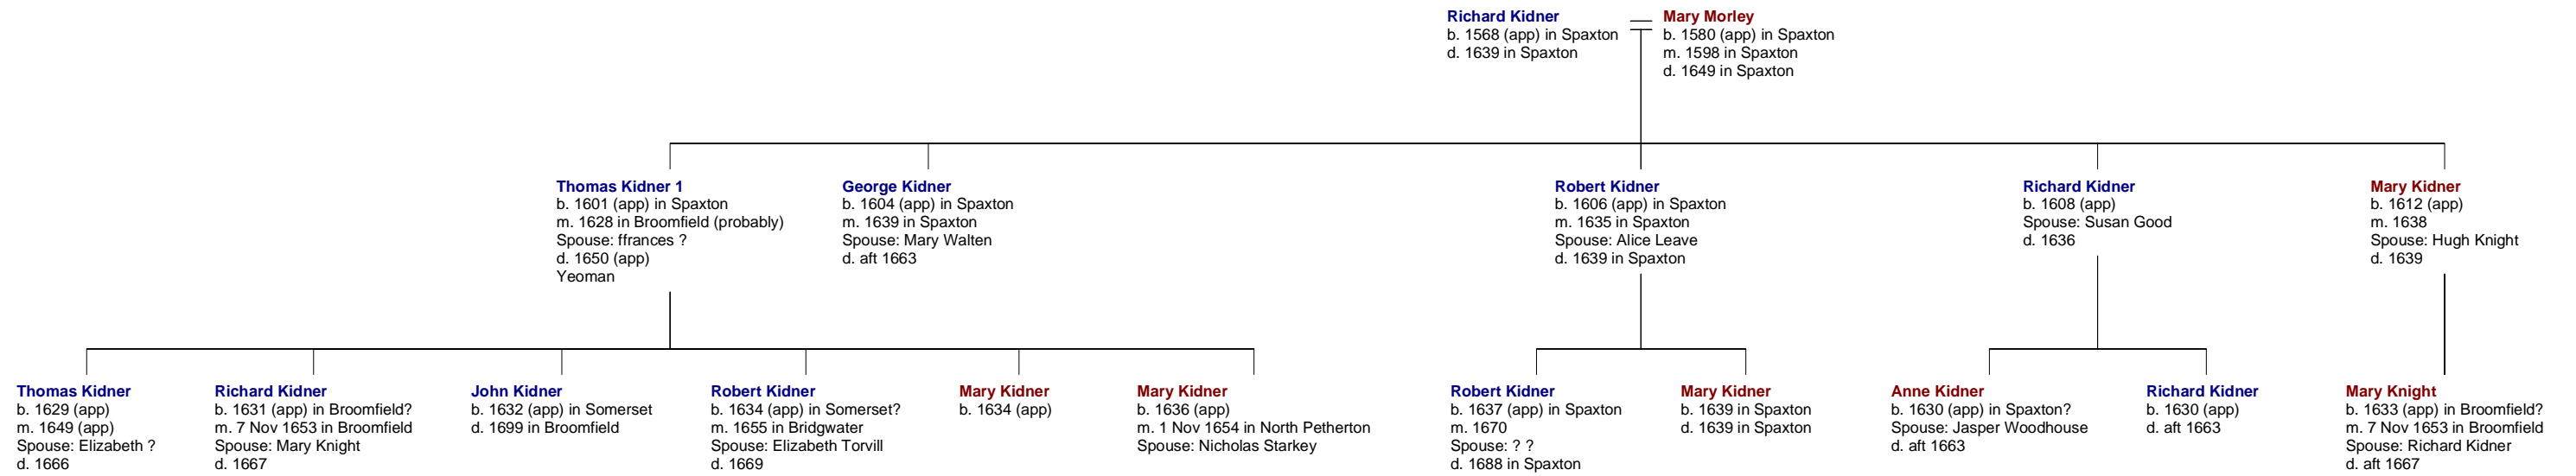 Richard Kidner
b. 1568 (app) in Spaxton
d. 1639 in Spaxton
Mary Morley
b. 1580 (app) in Spaxton
m. 1598 in Spaxton
d. 1649 in Spaxton
Thomas Kidner 1
b. 1601 (app) in Spaxton
m. 1628 in Broomfield (probably)
Spouse: ffrances ?
d. 1650 (app)
Yeoman
George Kidner
b. 1604 (app) in Spaxton
m. 1639 in Spaxton
Spouse: Mary Walten
d. aft 1663
Robert Kidner
b. 1606 (app) in Spaxton
m. 1635 in Spaxton
Spouse: Alice Leave
d. 1639 in Spaxton
Richard Kidner
b. 1608 (app)
Spouse: Susan Good
d. 1636
Mary Kidner
b. 1612 (app)
m. 1638
Spouse: Hugh Knight
d. 1639
Thomas Kidner
b. 1629 (app)
m. 1649 (app)
Spouse: Elizabeth ?
d. 1666
Richard Kidner
b. 1631 (app) in Broomfield?
m. 7 Nov 1653 in Broomfield
Spouse: Mary Knight
d. 1667
John Kidner
b. 1632 (app) in Somerset
d. 1699 in Broomfield
Robert Kidner
b. 1634 (app) in Somerset?
m. 1655 in Bridgwater
Spouse: Elizabeth Torvill
d. 1669
Mary Kidner
b. 1634 (app)
Mary Kidner
b. 1636 (app)
m. 1 Nov 1654 in North Petherton
Spouse: Nicholas Starkey
Robert Kidner
b. 1637 (app) in Spaxton
m. 1670
Spouse: ? ?
d. 1688 in Spaxton
Mary Kidner
b. 1639 in Spaxton
d. 1639 in Spaxton
Anne Kidner
b. 1630 (app) in Spaxton?
Spouse: Jasper Woodhouse
d. aft 1663
Richard Kidner
b. 1630 (app)
d. aft 1663
Mary Knight
b. 1633 (app) in Broomfield?
m. 7 Nov 1653 in Broomfield
Spouse: Richard Kidner
d. aft 1667